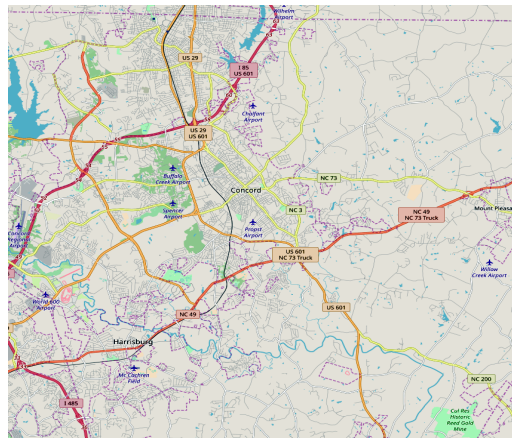 Wilhelm
Airport
US 29
I 85
US 601
Chalfant
Airport
US 29
US 601
Buffalo
Creek Airport
NC 73
Concord
Spencer
Airport
NC 3
NC 49
NC 73 Truck
Mount Pleasa
Propst
Airport
Concord
Regional
Airport
US 601
NC 73 Truck
Willow
Creek Airport
World 600
Airport
US 601
NC 49
Harrisburg
Mc Cachren
Field
NC 200
I 485
Cul Res
Historic
Reed Gold
Mine